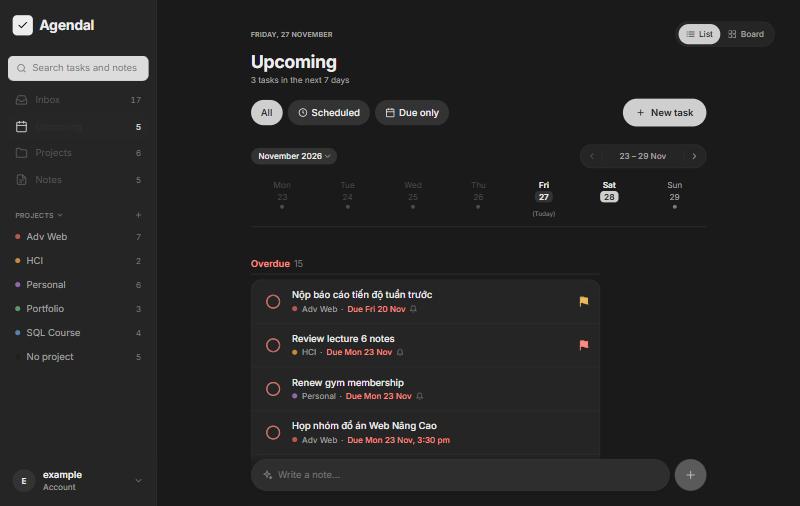 Agendal
Search tasks and notes
Inbox 17
Upcoming 5
Projects 6
Notes 5
PROJECTS
Adv Web 7
HCI 2
Personal 6
Portfolio 3
SQL Course 4
No project 5
E
example
Account
FRIDAY, 27 NOVEMBER
List Board
Upcoming
3 tasks in the next 7 days
All Scheduled Due only
New task
November 2026
23 – 29 Nov
Mon Tue Wed Thu Fri Sat Sun
23 24 25 26 27 28 29
(Today)
Overdue 15
Nộp báo cáo tiến độ tuần trước
Adv Web · Due Fri 20 Nov
Review lecture 6 notes
HCI · Due Mon 23 Nov
Renew gym membership
Personal · Due Mon 23 Nov
Họp nhóm đồ án Web Nâng Cao
Adv Web · Due Mon 23 Nov, 3:30 pm
Write a note...